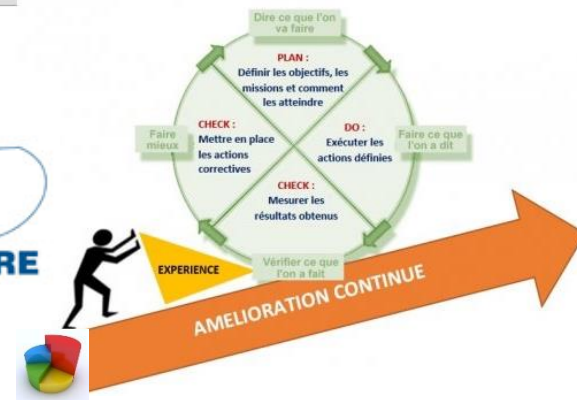 Dire ce que l'on
va faire
PLAN :
Définir les objectifs, les
missions et comment
les atteindre
Faire
mieux
CHECK :
Mettre en place
les actions
correctives
DO :
Exécuter les
actions définies
Faire ce que
l'on a dit
CHECK :
Mesurer les
résultats obtenus
RE
EXPERIENCE
Vérifier ce que
l'on a fait
AMELIORATION CONTINUE